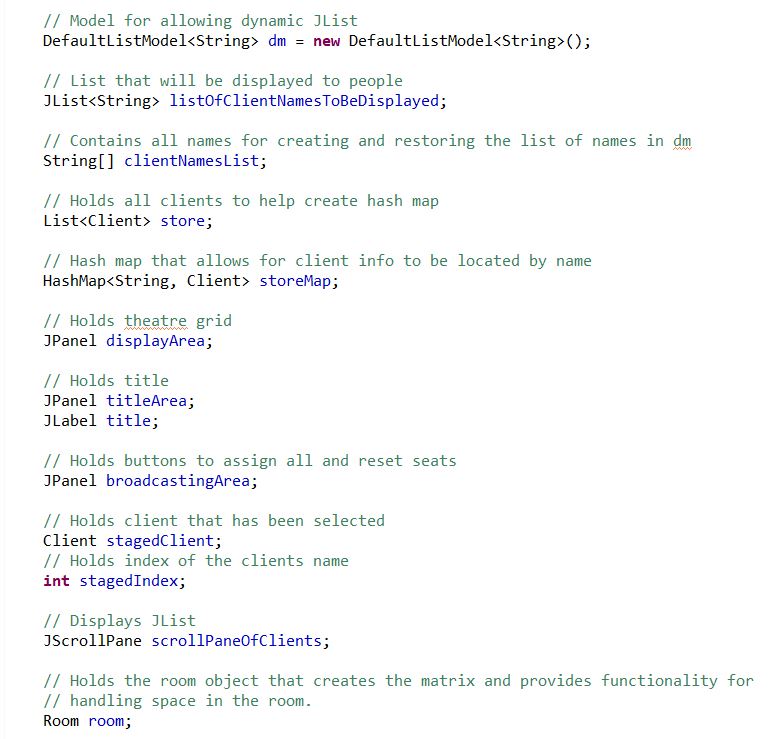 // Model for allowing dynamic JList
DefaultListModel<String> dm = new DefaultListModel<String>();
// List that will be displayed to people
JList<String> listOfClientNamesToBeDisplayed;
// Contains all names for creating and restoring the list of names in dm
String[] clientNamesList;
// Holds all clients to help create hash map
List<Client> store;
// Hash map that allows for client info to be located by name
HashMap<String, Client> storeMap;
// Holds theatre grid
JPanel displayArea;
// Holds title
JPanel titleArea;
JLabel title;
// Holds buttons to assign all and reset seats
JPanel broadcastingArea;
// Holds client that has been selected
Client stagedClient;
// Holds index of the clients name
int stagedIndex;
// Displays JList
JScrollPane scrollPaneOfClients;
// Holds the room object that creates the matrix and provides functionality for
// handling space in the room.
Room room;